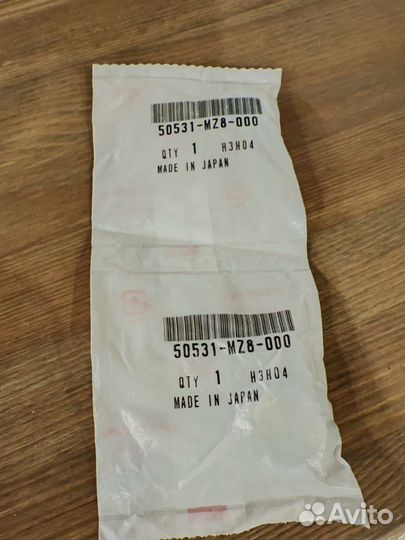 50531-MZ8-000
QTY 1 H3H04
MADE IN JAPAN
50531-MZ8-000
QTY 1 H3H04
MADE IN JAPAN
Avito